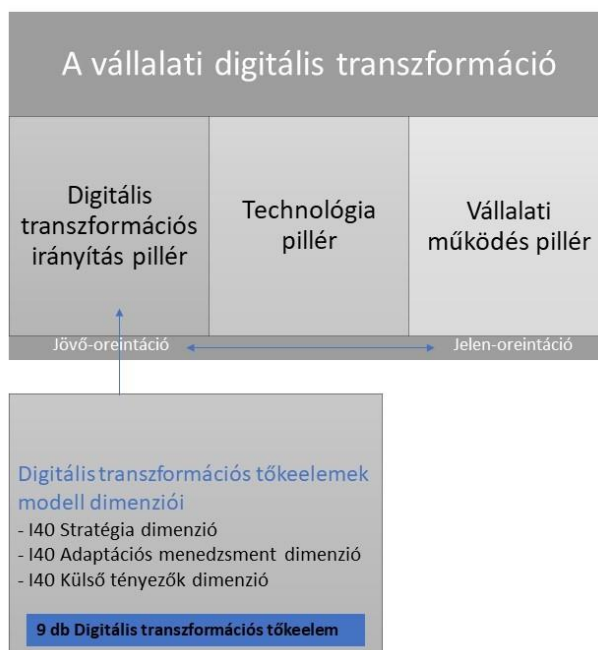 A vállalati digitális transzformáció
Digitális
transzformációs
irányítás pillér
Technológia
pillér
Vállalati
működés pillér
Jövő-oreintáció
Jelen-oreintáció
Digitális transzformációs tőkeelemek
modell dimenziói
- I40 Stratégia dimenzió
- I40 Adaptációs menedzsment dimenzió
- I40 Külső tényezők dimenzió
9 db Digitális transzformációs tőkeelem